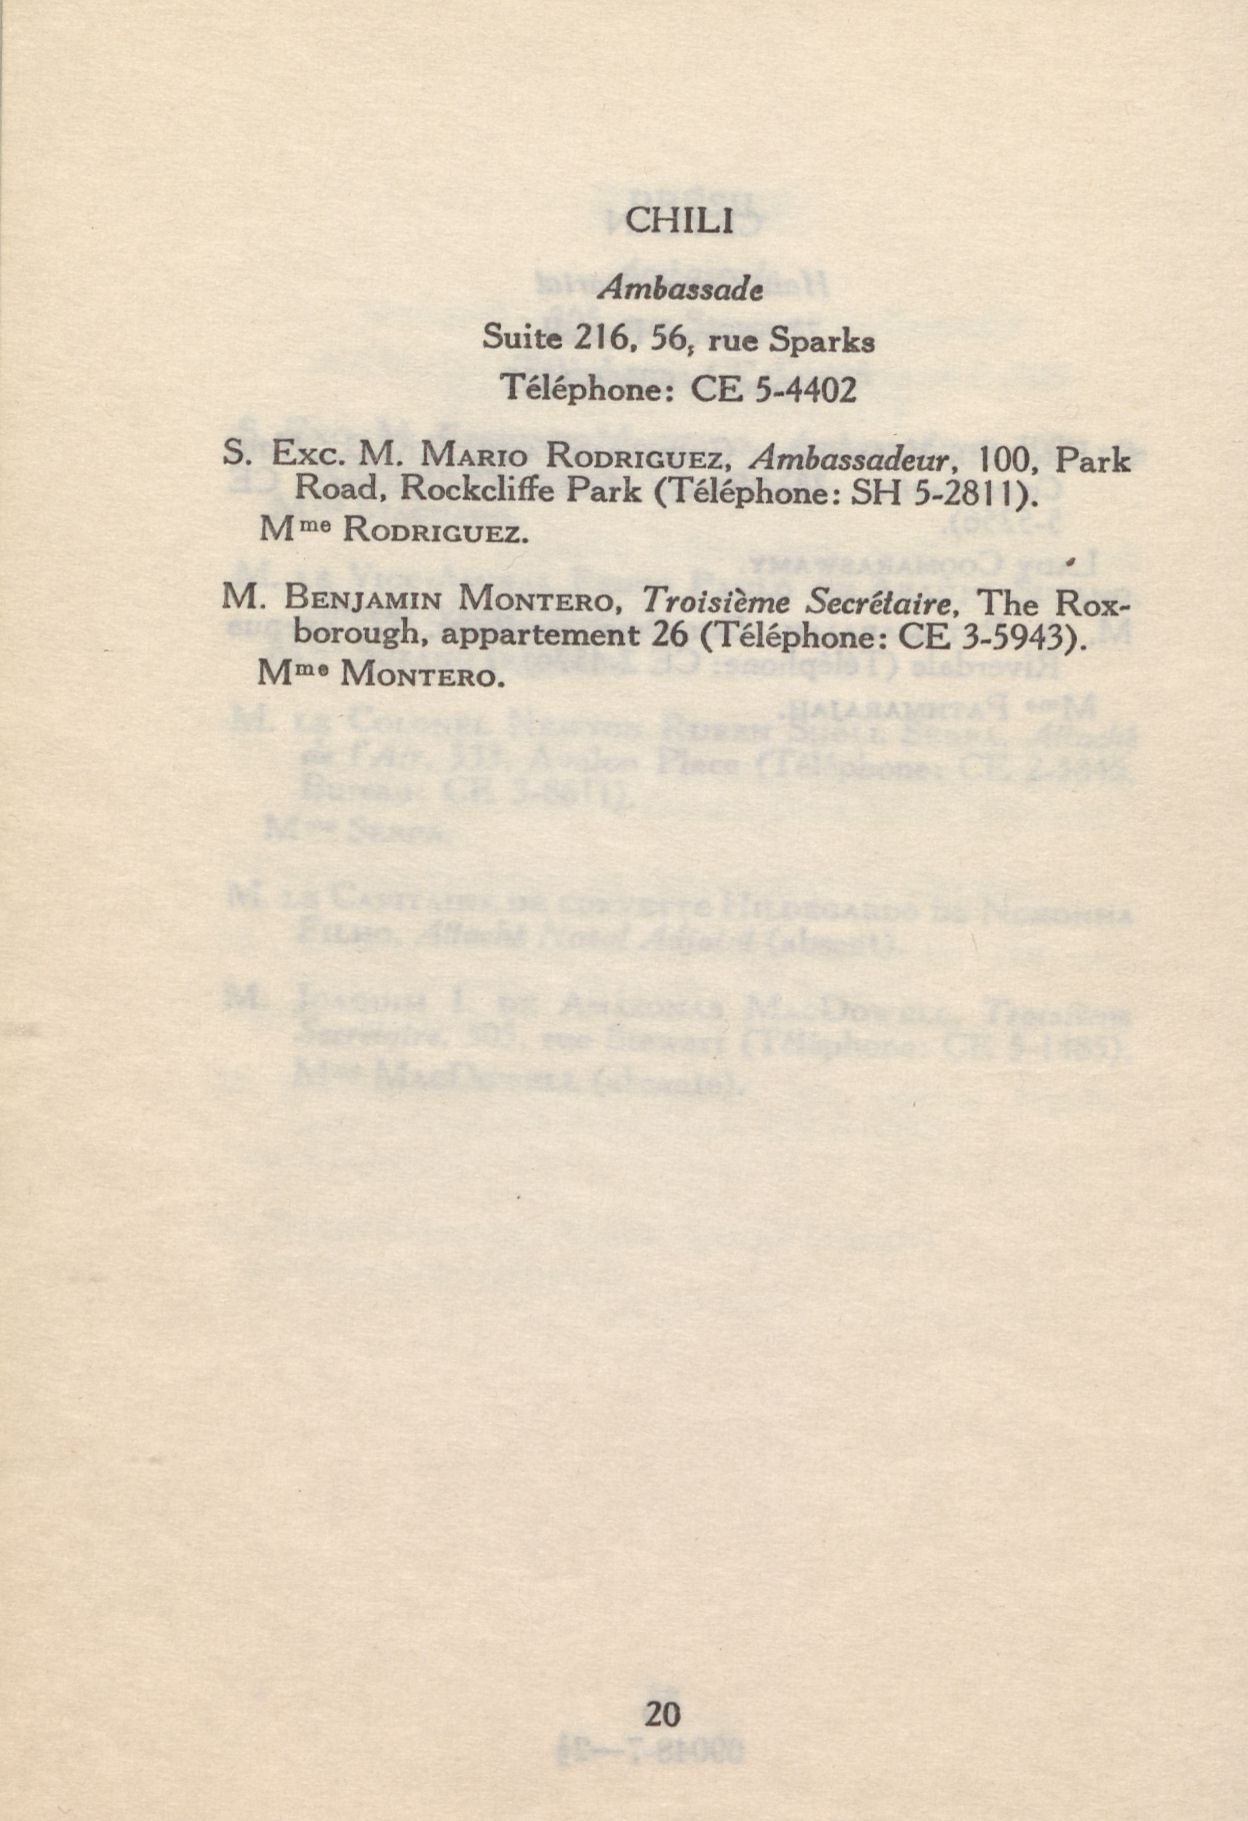 CHILI
Ambassade
Suite 216, 56, rue Sparks
Téléphone: CE 5-4402
S. Exc. M. Mario Rodriguez, Ambassadeur, 100, Park
Road, Rockcliffe Park (Téléphone: SH 5-2811).
Mme Rodriguez.
M. Benjamin Montero, Troisième Secrétaire, The Rox-
borough, appartement 26 (Téléphone: CE 3-5943).
Mme Montero.
20